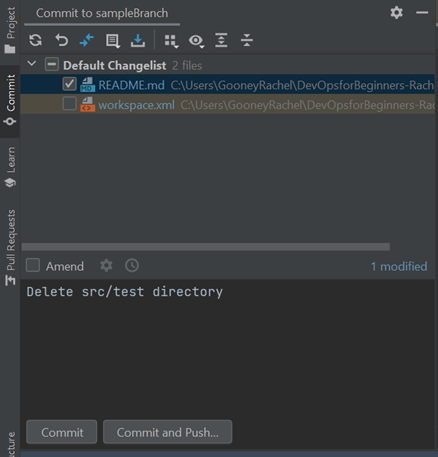 Commit to sampleBranch
Project
Commit
Learn
Pull Requests
Default Changelist 2 files
README.md C:\Users\GooneyRachel\DevOpsforBeginners-Rach
workspace.xml C:\Users\GooneyRachel\DevOpsforBeginners-Rac
Amend
1 modified
Delete src/test directory
Commit
Commit and Push...
cture